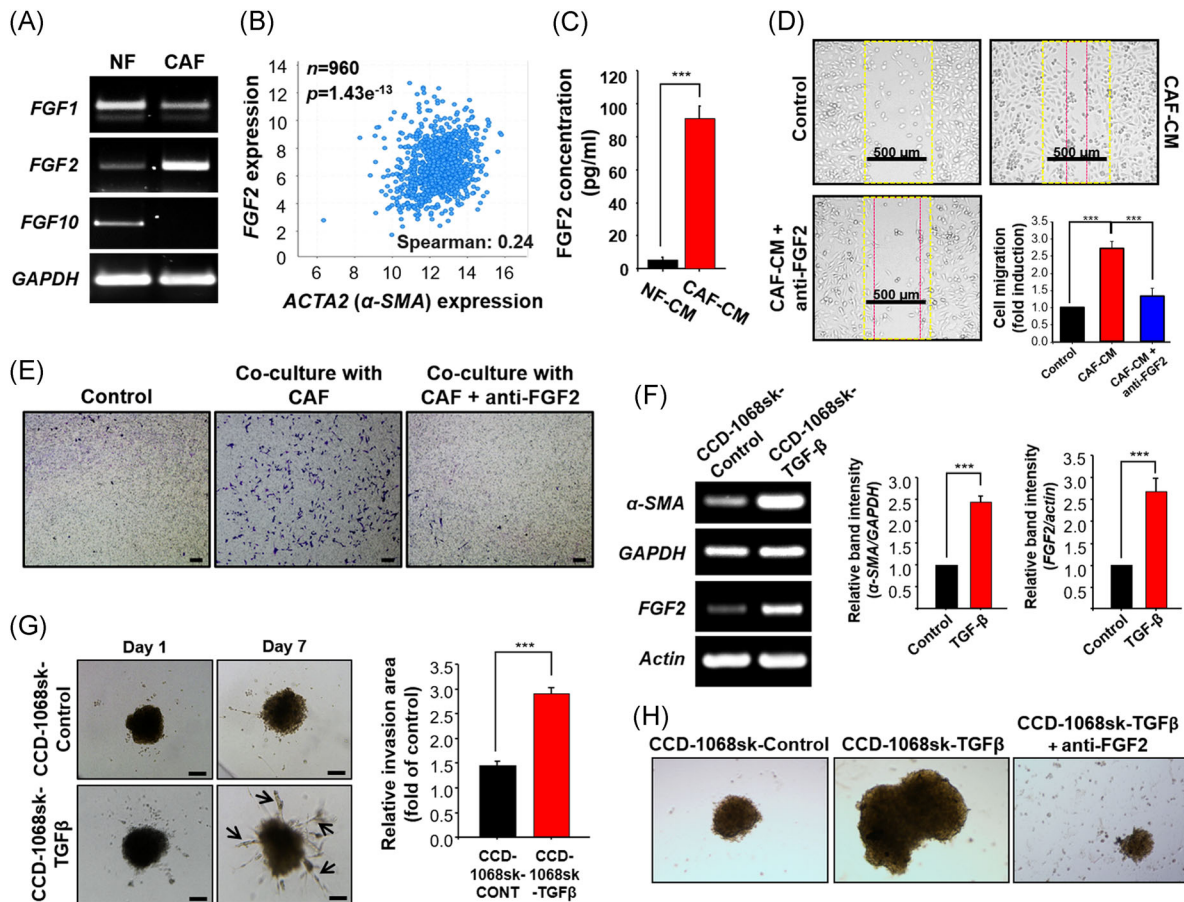 (A)
NF CAF
FGF1
FGF2
FGF10
GAPDH
(B)
FGF2 expression
14
12
10
8
6
4
2
0
n=960
p=1.43e-13
Spearman: 0.24
6 8 10 12 14 16
ACTA2 (α-SMA) expression
(C)
FGF2 concentration
(pg/ml)
120
100
80
60
40
20
0
***
NF-CM
CAF-CM
(D)
Control
500 µm
CAF-CM
500 µm
CAF-CM +
anti-FGF2
500 µm
Cell migration
(fold induction)
3.5
3.0
2.5
2.0
1.5
1.0
0.5
0.0
*** ***
Control
CAF-CM
CAF-CM +
anti-FGF2
(E)
Control
Co-culture with
CAF
Co-culture with
CAF + anti-FGF2
(F)
CCD-1068sk-
Control
CCD-1068sk-
TGF-β
α-SMA
GAPDH
FGF2
Actin
Relative band intensity
(α-SMA/GAPDH)
3.0
2.5
2.0
1.5
1.0
0.5
***
Control
TGF-β
Relative band intensity
(FGF2/actin)
3.5
3.0
2.5
2.0
1.5
1.0
0.5
***
Control
TGF-β
(G)
Day 1 Day 7
CCD-1068sk-
Control
CCD-1068sk-
TGFβ
Relative invasion area
(fold of control)
3.5
3.0
2.5
2.0
1.5
1.0
0.5
0.0
***
CCD-
1068sk-
CONT
CCD-
1068sk
-TGFβ
(H)
CCD-1068sk-Control
CCD-1068sk-TGFβ
CCD-1068sk-TGFβ
+ anti-FGF2